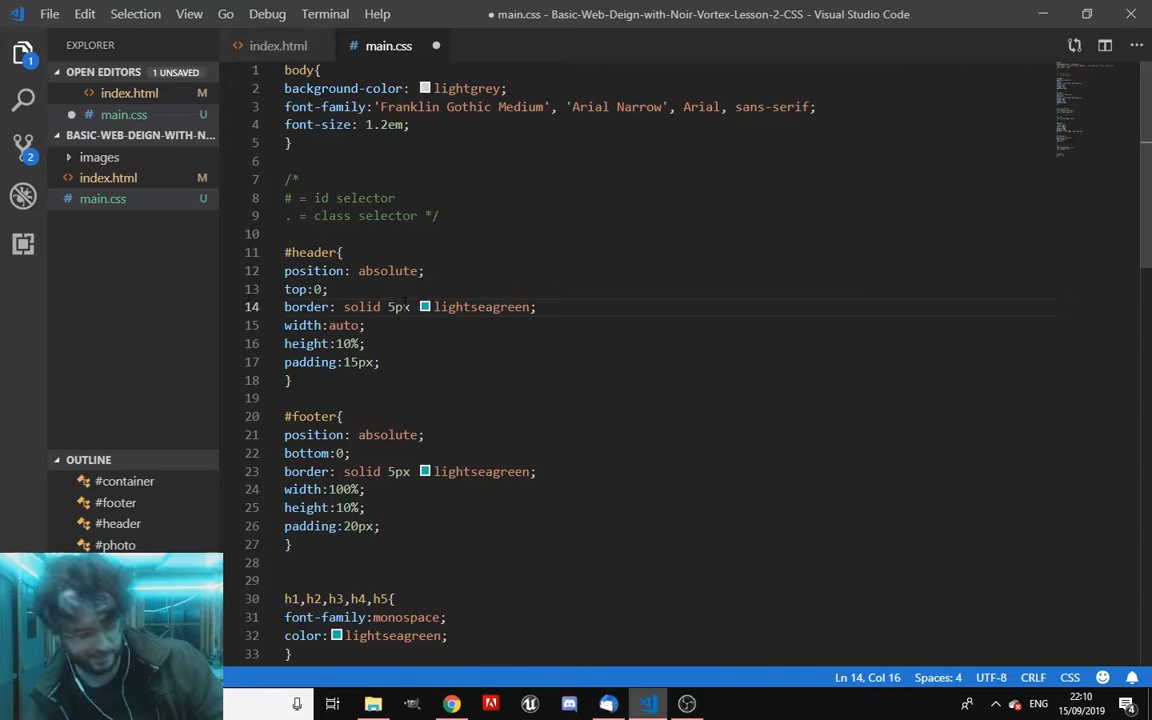 File Edit Selection View Go Debug Terminal Help
● main.css - Basic-Web-Deign-with-Noir-Vortex-Lesson-2-CSS - Visual Studio Code
EXPLORER
OPEN EDITORS 1 UNSAVED
index.html M
main.css U
BASIC-WEB-DEIGN-WITH-N...
images
index.html M
main.css U
OUTLINE
#container
#footer
#header
#photo
1
2
index.html
main.css
1 body{
2 background-color: lightgrey;
3 font-family:'Franklin Gothic Medium', 'Arial Narrow', Arial, sans-serif;
4 font-size: 1.2em;
5 }
6
7 /*
8 # = id selector
9 . = class selector */
10
11 #header{
12 position: absolute;
13 top:0;
14 border: solid 5px lightseagreen;
15 width:auto;
16 height:10%;
17 padding:15px;
18 }
19
20 #footer{
21 position: absolute;
22 bottom:0;
23 border: solid 5px lightseagreen;
24 width:100%;
25 height:10%;
26 padding:20px;
27 }
28
29
30 h1,h2,h3,h4,h5{
31 font-family:monospace;
32 color:lightseagreen;
33 }
Ln 14, Col 16 Spaces: 4 UTF-8 CRLF CSS
ENG
22:10
15/09/2019
4